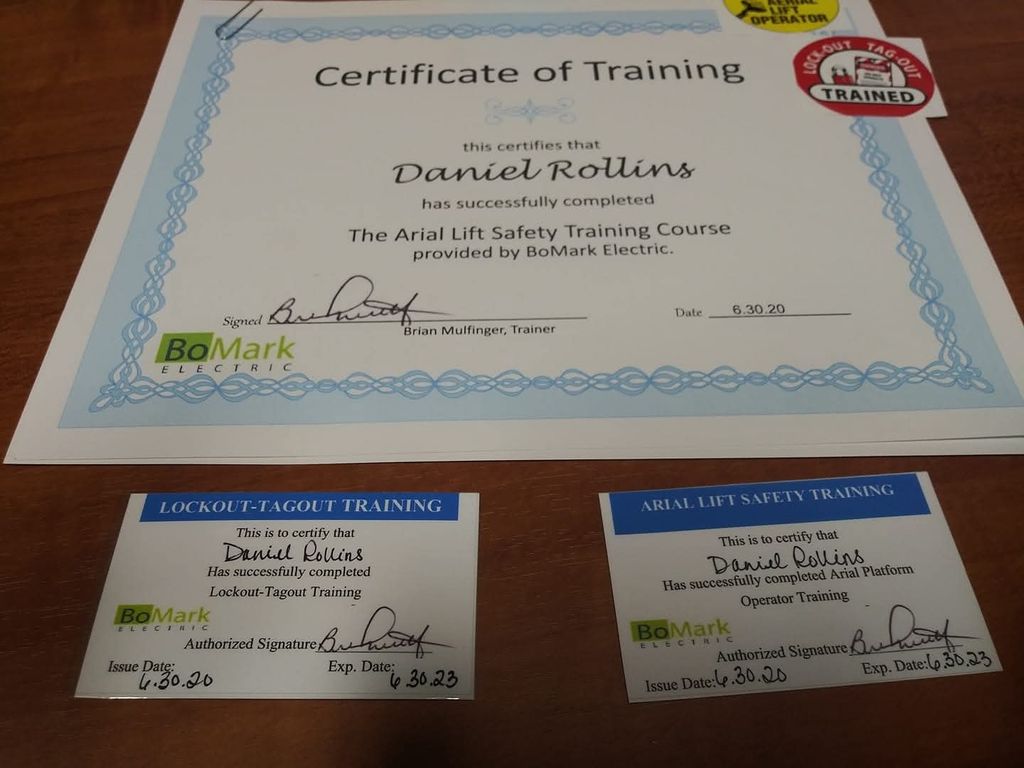 AERIAL
LIFT
OPERATOR
LOCK-OUT TAG-OUT
TRAINED
Certificate of Training
this certifies that
Daniel Rollins
has successfully completed
The Arial Lift Safety Training Course
provided by BoMark Electric.
Signed
Brian Mulfinger, Trainer
Date 6.30.20
BoMark
ELECTRIC
LOCKOUT-TAGOUT TRAINING
This is to certify that
Daniel Rollins
Has successfully completed
Lockout-Tagout Training
BoMark
ELECTRIC
Authorized Signature
Issue Date: 6.30.20
Exp. Date: 6.30.23
ARIAL LIFT SAFETY TRAINING
This is to certify that
Daniel Rollins
Has successfully completed Arial Platform
Operator Training
BoMark
ELECTRIC
Authorized Signature
Issue Date: 6.30.20
Exp. Date: 6.30.23